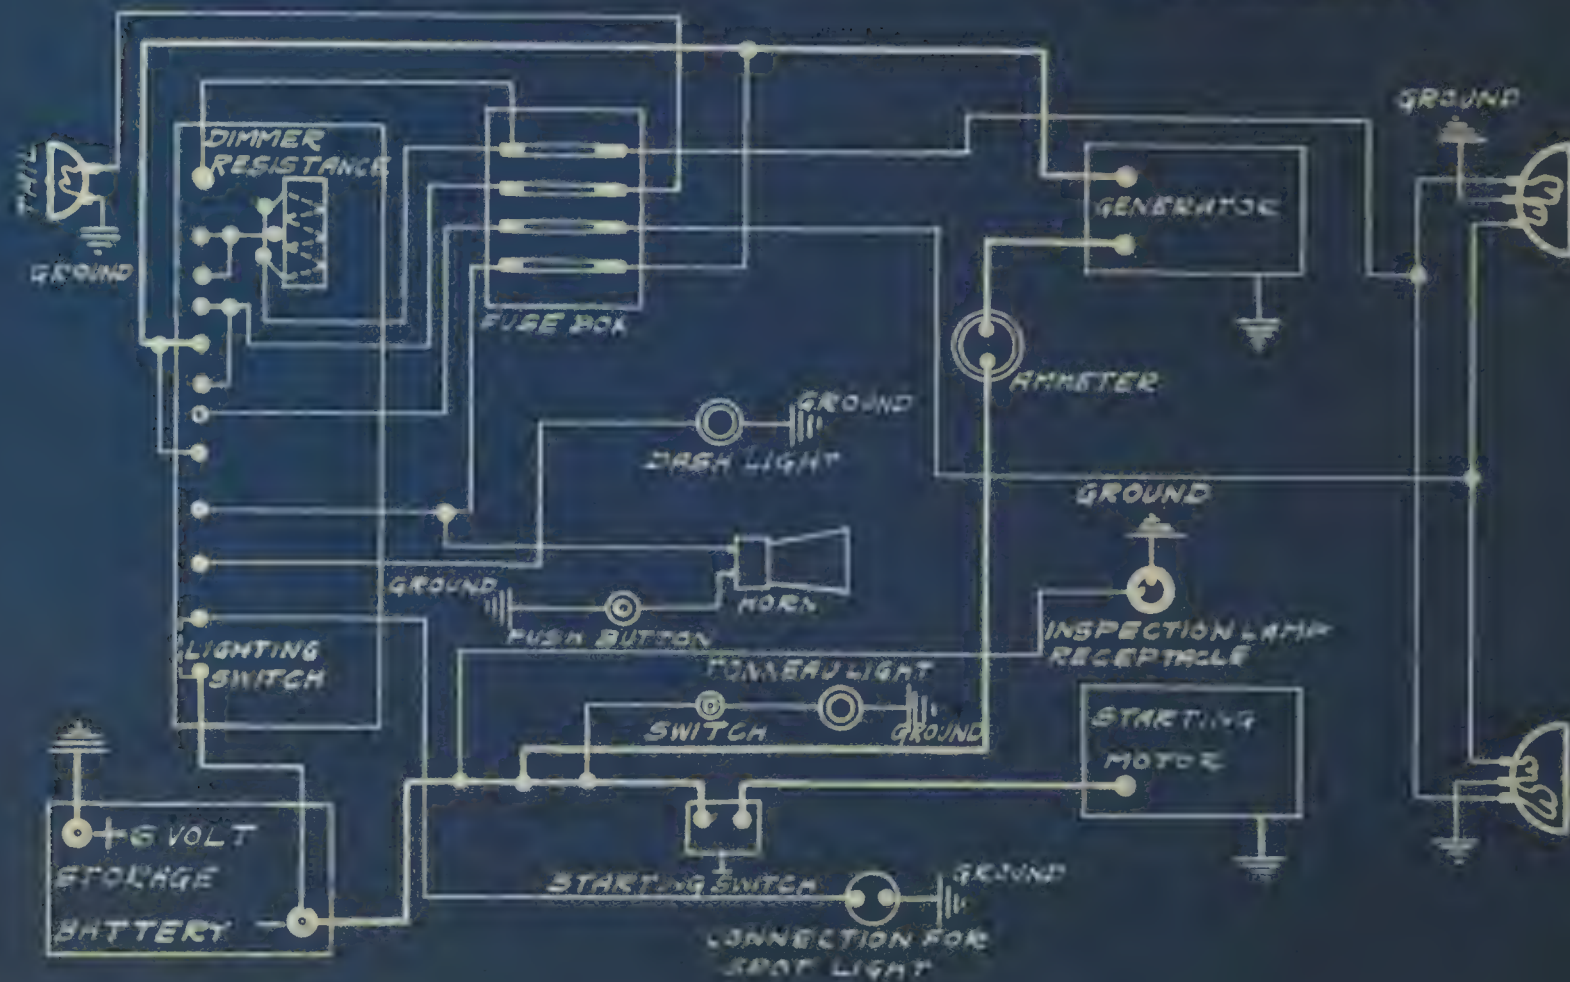 GROUND
DIMMER
RESISTANCE
TAIL
GROUND
GENERATOR
FUSE BOX
AMMETER
GROUND
DASH LIGHT
GROUND
GROUND
HORN
PUSH BUTTON
INSPECTION LAMP
RECEPTACLE
LIGHTING
SWITCH
TONNEAU LIGHT
SWITCH
GROUND
STARTING
MOTOR
+ 6 VOLT
STORAGE
BATTERY -
STARTING SWITCH
GROUND
CONNECTION FOR
SPOT LIGHT